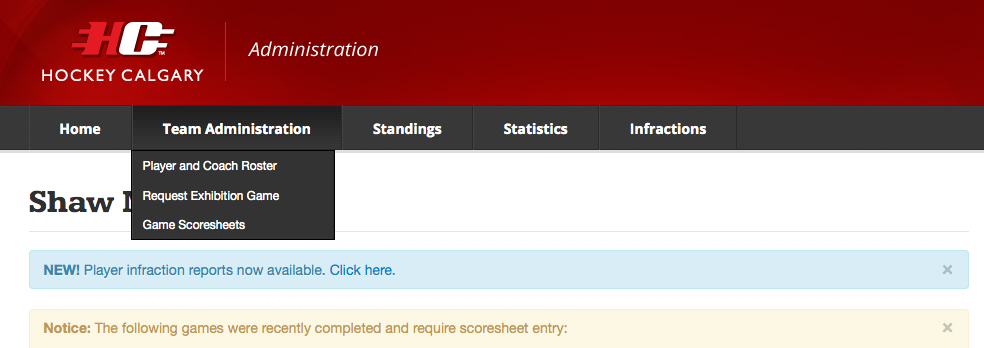 HC™
HOCKEY CALGARY
Administration
Home Team Administration Standings Statistics Infractions
Player and Coach Roster
Request Exhibition Game
Game Scoresheets
Shaw
NEW! Player infraction reports now available. Click here. ×
Notice: The following games were recently completed and require scoresheet entry: ×